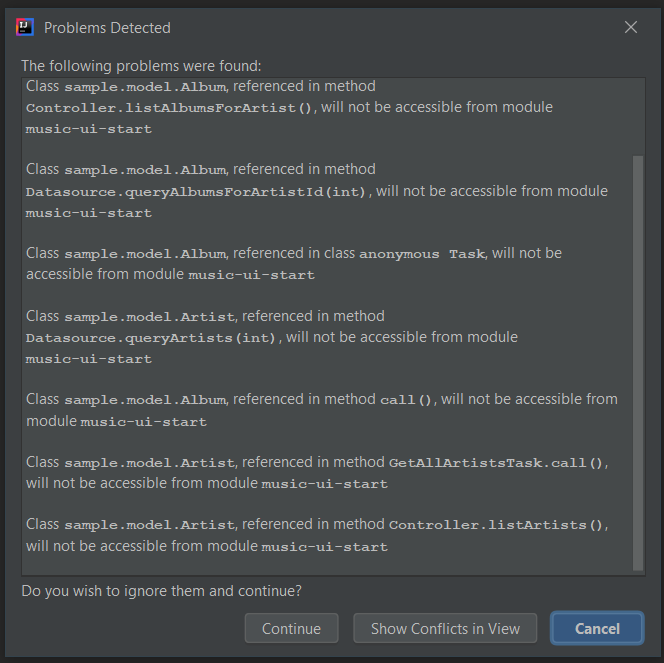 IJ
Problems Detected
The following problems were found:
Class sample.model.Album, referenced in method
Controller.listAlbumsForArtist(), will not be accessible from module
music-ui-start
Class sample.model.Album, referenced in method
Datasource.queryAlbumsForArtistId(int), will not be accessible from module
music-ui-start
Class sample.model.Album, referenced in class anonymous Task, will not be
accessible from module music-ui-start
Class sample.model.Artist, referenced in method
Datasource.queryArtists(int), will not be accessible from module
music-ui-start
Class sample.model.Album, referenced in method call(), will not be accessible from
module music-ui-start
Class sample.model.Artist, referenced in method GetAllArtistsTask.call(),
will not be accessible from module music-ui-start
Class sample.model.Artist, referenced in method Controller.listArtists(),
will not be accessible from module music-ui-start
Do you wish to ignore them and continue?
Continue
Show Conflicts in View
Cancel